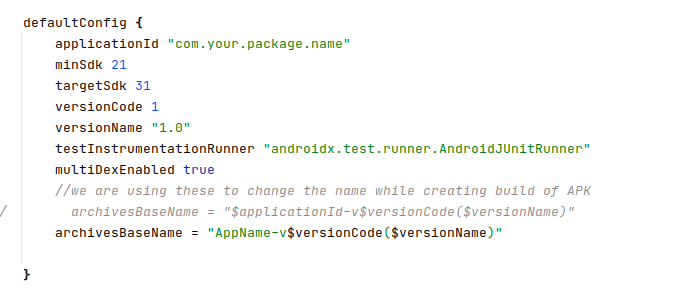 defaultConfig {
applicationId "com.your.package.name"
minSdk 21
targetSdk 31
versionCode 1
versionName "1.0"
testInstrumentationRunner "androidx.test.runner.AndroidJUnitRunner"
multiDexEnabled true
//we are using these to change the name while creating build of APK
/ archivesBaseName = "$applicationId-v$versionCode($versionName)"
archivesBaseName = "AppName-v$versionCode($versionName)"
}